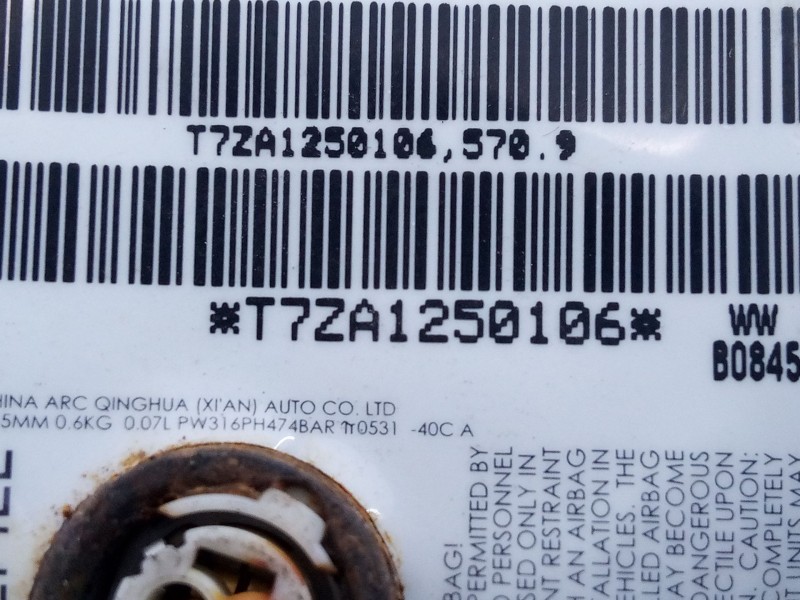 T7ZA1250106,570.9
*T7ZA1250106*
WW
B0845
HINA ARC QINGHUA (XI'AN) AUTO CO. LTD
5MM 0.6KG 0.07L PW316PH474BAR π0531 -40C A
BAG!
PERMITTED BY
PERSONNEL
SED ONLY IN
NT RESTRAINT
H AN AIRBAG
ALLATION IN
EHICLES. THE
LLED AIRBAG
AY BECOME
DANGEROUS
ECTILE UPON
N. CAUTION:
COMPLETELY
T UNITS MAY